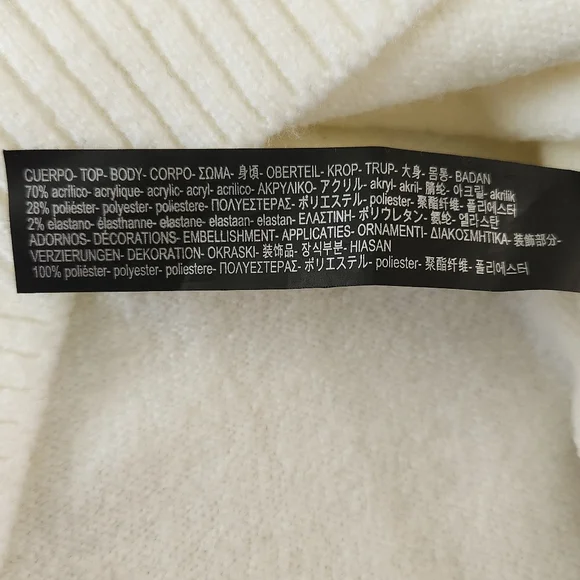 CUERPO- TOP- BODY- CORPO- ΣΩΜΑ- 身頃- OBERTEIL- KROP- TRUP- 大身- 몸통- BADAN
70% acrílico- acrylique- acrylic- acryl- acrilico- ΑΚΡΥΛΙΚΟ- アクリル- akryl- akril- 腈纶- 아크릴- akrilik
28% poliéster- polyester- poliestere- ΠΟΛΥΕΣΤΕΡΑΣ- ポリエステル- poliester- 聚酯纤维- 폴리에스터
2% elastano- élasthanne- elastane- elastaan- elastan- ΕΛΑΣΤΙΝΗ- ポリウレタン- 氨纶- 엘라스탄
ADORNOS- DÉCORATIONS- EMBELLISHMENT- APPLICATIES- ORNAMENTI- ΔΙΑΚΟΣΜΗΤΙΚΑ- 装飾部分-
VERZIERUNGEN- DEKORATION- OKRASKI- 装饰品- 장식부분- HIASAN
100% poliéster- polyester- poliestere- ΠΟΛΥΕΣΤΕΡΑΣ- ポリエステル- poliester- 聚酯纤维- 폴리에스터